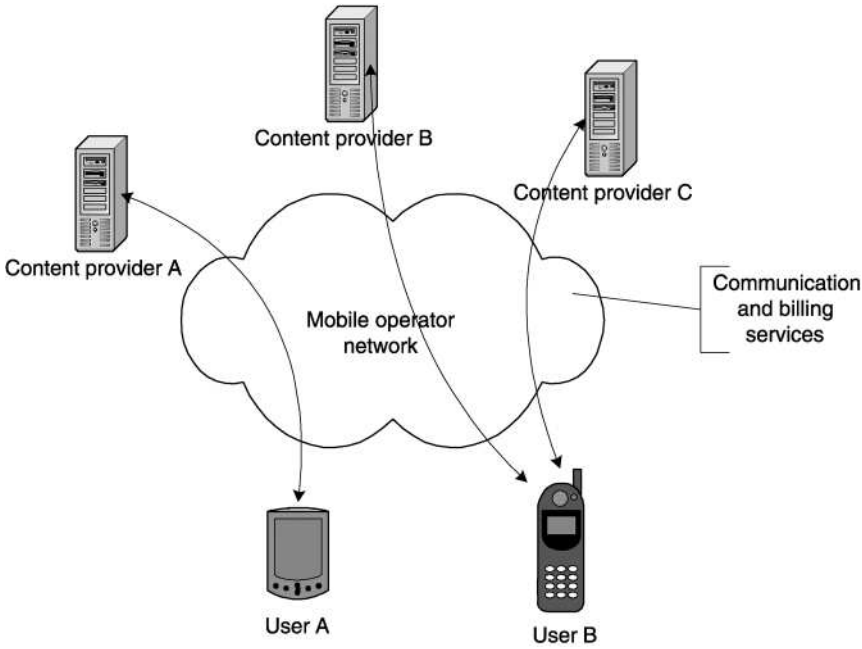 Content provider B
Content provider C
Content provider A
Communication
and billing
services
Mobile operator
network
User A
User B